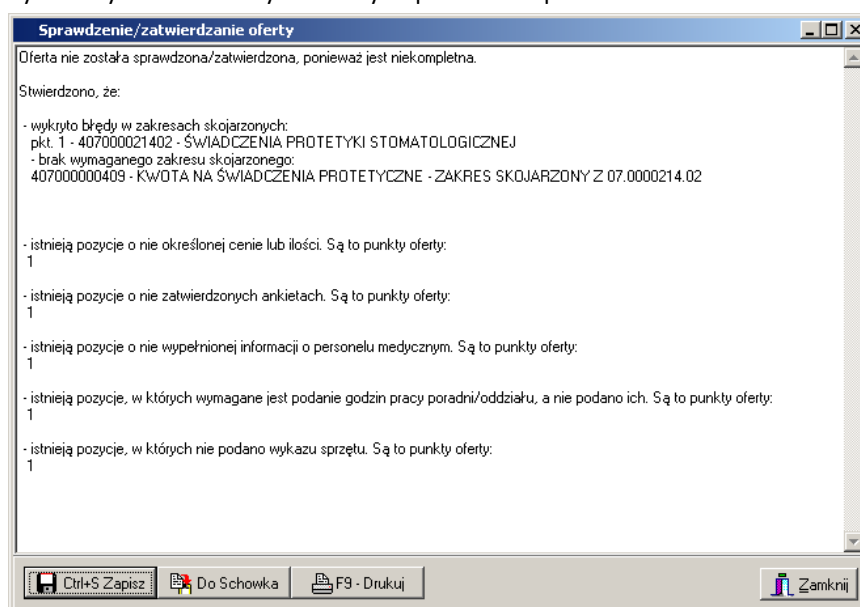 Sprawdzenie/zatwierdzanie oferty
Oferta nie została sprawdzona/zatwierdzona, ponieważ jest niekompletna.
Stwierdzono, że:
- wykryto błędy w zakresach skojarzonych:
pkt. 1 - 407000021402 - ŚWIADCZENIA PROTETYKI STOMATOLOGICZNEJ
- brak wymaganego zakresu skojarzonego:
407000000409 - KWOTA NA ŚWIADCZENIA PROTETYCZNE - ZAKRES SKOJARZONY Z 07.0000214.02
- istnieją pozycje o nie określonej cenie lub ilości. Są to punkty oferty:
1
- istnieją pozycje o nie zatwierdzonych ankietach. Są to punkty oferty:
1
- istnieją pozycje o nie wypełnionej informacji o personelu medycznym. Są to punkty oferty:
1
- istnieją pozycje, w których wymagane jest podanie godzin pracy poradni/oddziału, a nie podano ich. Są to punkty oferty:
1
- istnieją pozycje, w których nie podano wykazu sprzętu. Są to punkty oferty:
1
Ctrl+S Zapisz Do Schowka F9 - Drukuj Zamknij